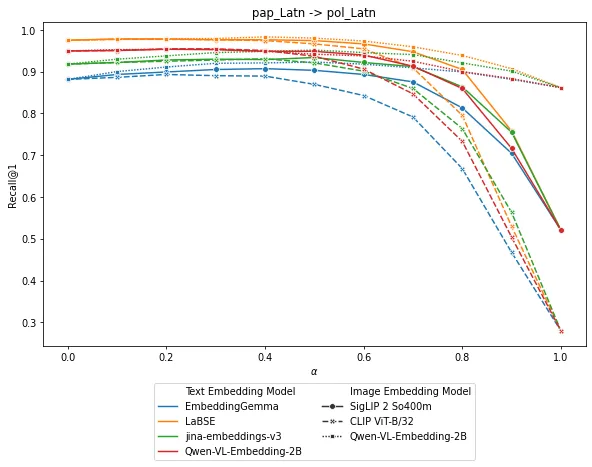 pap_Latn -> pol_Latn
Recall@1
1.0
0.9
0.8
0.7
0.6
0.5
0.4
0.3
0.0 0.2 0.4 0.6 0.8 1.0
α
Text Embedding Model
EmbeddingGemma
LaBSE
jina-embeddings-v3
Qwen-VL-Embedding-2B
Image Embedding Model
SigLIP 2 So400m
CLIP ViT-B/32
Qwen-VL-Embedding-2B